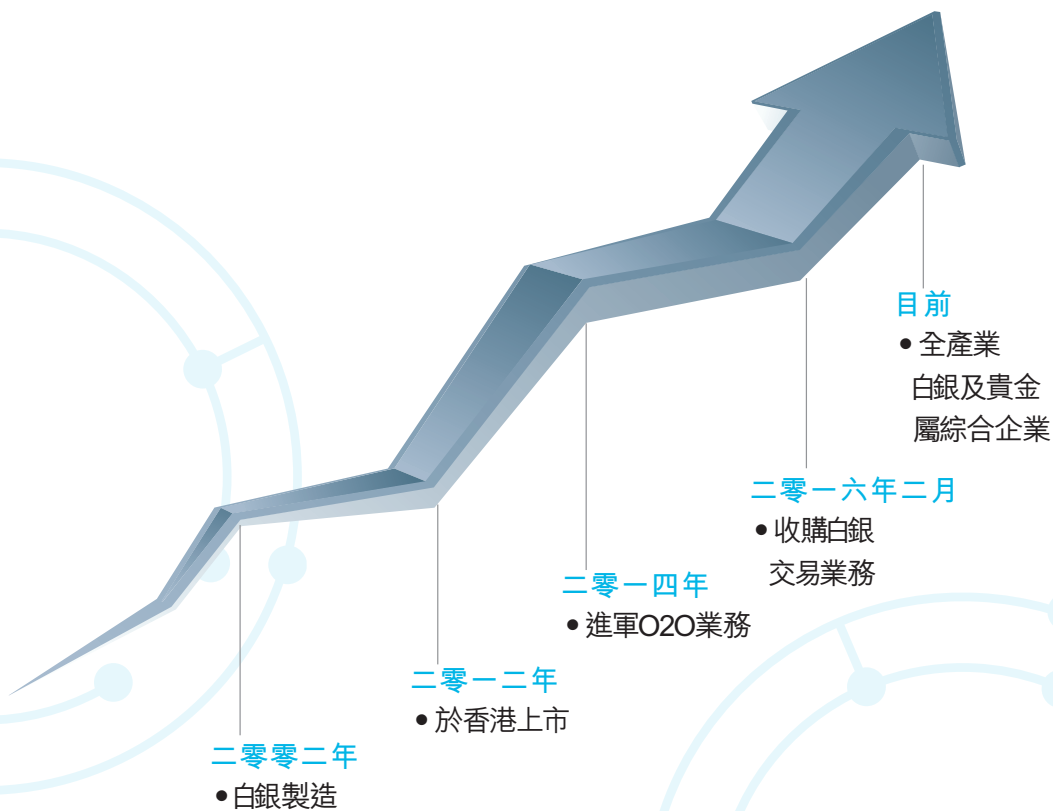 二零零二年
• 白銀製造
二零一二年
• 於香港上市
二零一四年
• 進軍O2O業務
二零一六年二月
• 收購白銀
交易業務
目前
• 全產業
白銀及貴金
屬綜合企業